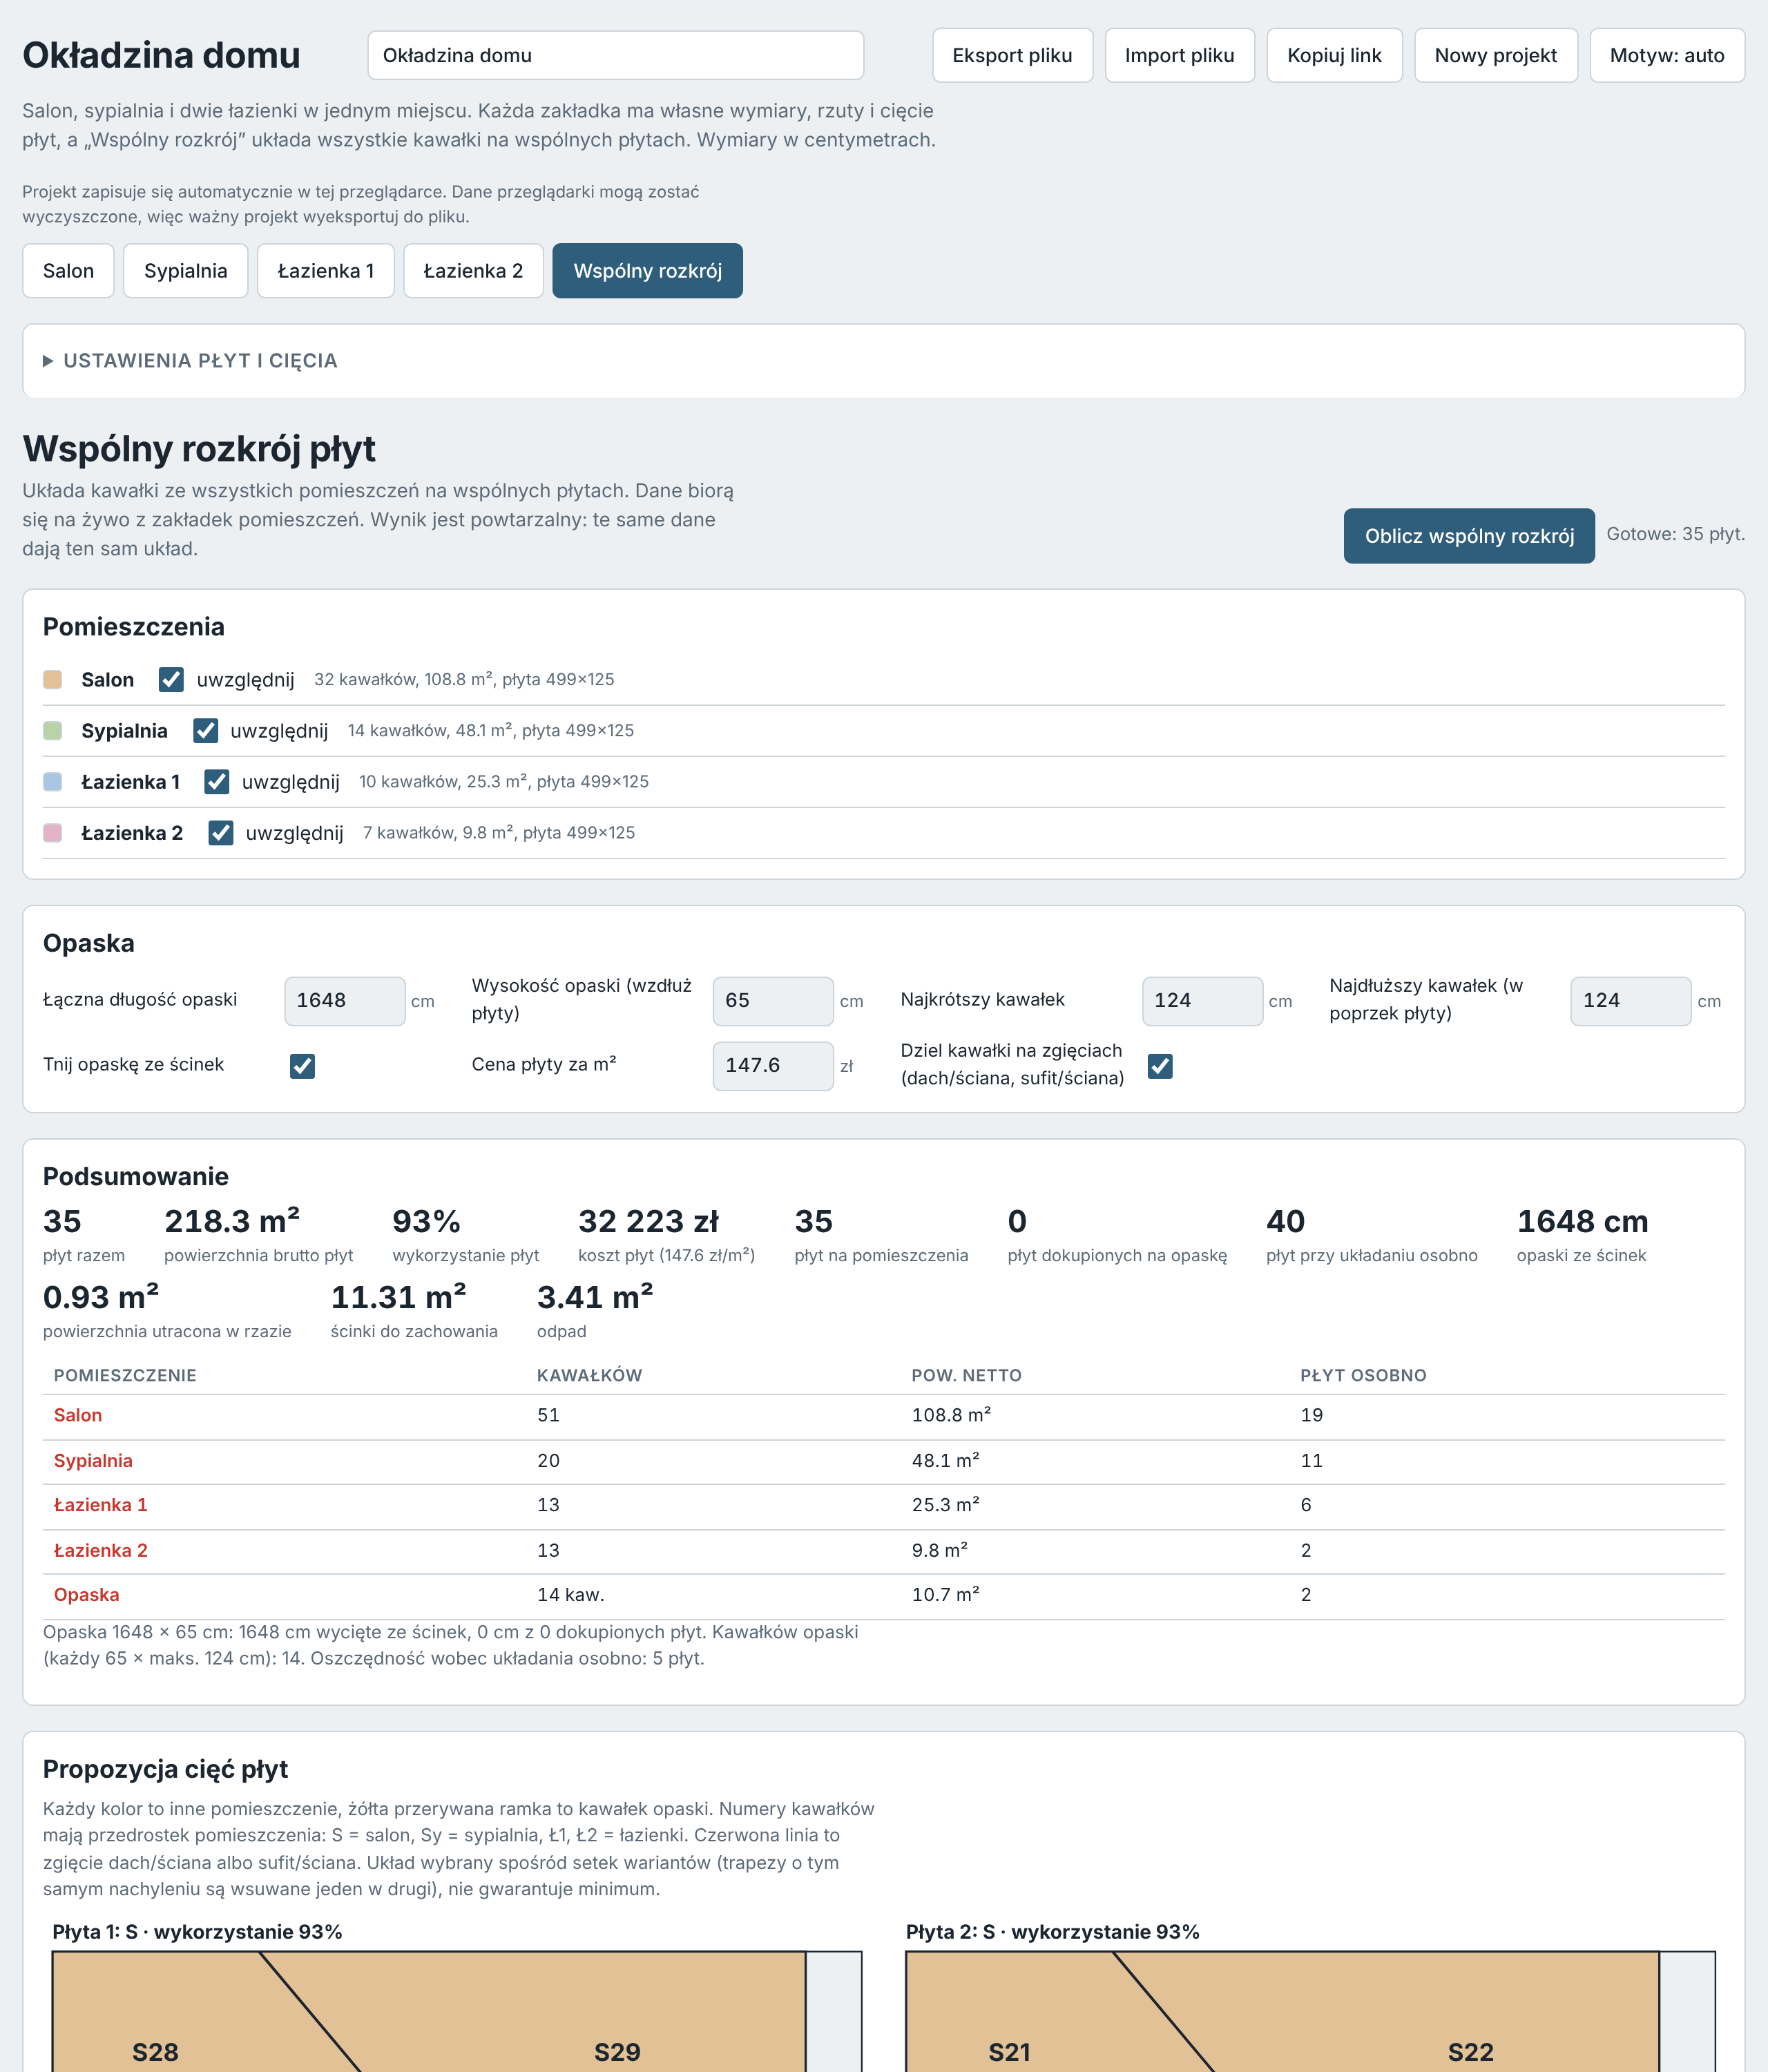 Okładzina domu
Okładzina domu
Eksport pliku
Import pliku
Kopiuj link
Nowy projekt
Motyw: auto
Salon, sypialnia i dwie łazienki w jednym miejscu. Każda zakładka ma własne wymiary, rzuty i cięcie
płyt, a „Wspólny rozkrój” układa wszystkie kawałki na wspólnych płytach. Wymiary w centymetrach.
Projekt zapisuje się automatycznie w tej przeglądarce. Dane przeglądarki mogą zostać
wyczyszczone, więc ważny projekt wyeksportuj do pliku.
Salon
Sypialnia
Łazienka 1
Łazienka 2
Wspólny rozkrój
USTAWIENIA PŁYT I CIĘCIA
Wspólny rozkrój płyt
Układa kawałki ze wszystkich pomieszczeń na wspólnych płytach. Dane biorą
się na żywo z zakładek pomieszczeń. Wynik jest powtarzalny: te same dane
dają ten sam układ.
Oblicz wspólny rozkrój
Gotowe: 35 płyt.
Pomieszczenia
Salon uwzględnij 32 kawałków, 108.8 m², płyta 499×125
Sypialnia uwzględnij 14 kawałków, 48.1 m², płyta 499×125
Łazienka 1 uwzględnij 10 kawałków, 25.3 m², płyta 499×125
Łazienka 2 uwzględnij 7 kawałków, 9.8 m², płyta 499×125
Opaska
Łączna długość opaski 1648 cm
Wysokość opaski (wzdłuż
płyty) 65 cm
Najkrótszy kawałek 124 cm
Najdłuższy kawałek (w
poprzek płyty) 124 cm
Tnij opaskę ze ścinek
Cena płyty za m² 147.6 zł
Dziel kawałki na zgięciach
(dach/ściana, sufit/ściana)
Podsumowanie
35 218.3 m² 93% 32 223 zł 35 0 40 1648 cm
płyt razem powierzchnia brutto płyt wykorzystanie płyt koszt płyt (147.6 zł/m²) płyt na pomieszczenia płyt dokupionych na opaskę płyt przy układaniu osobno opaski ze ścinek
0.93 m² 11.31 m² 3.41 m²
powierzchnia utracona w rzazie ścinki do zachowania odpad
POMIESZCZENIE KAWAŁKÓW POW. NETTO PŁYT OSOBNO
Salon 51 108.8 m² 19
Sypialnia 20 48.1 m² 11
Łazienka 1 13 25.3 m² 6
Łazienka 2 13 9.8 m² 2
Opaska 14 kaw. 10.7 m² 2
Opaska 1648 × 65 cm: 1648 cm wycięte ze ścinek, 0 cm z 0 dokupionych płyt. Kawałków opaski
(każdy 65 × maks. 124 cm): 14. Oszczędność wobec układania osobno: 5 płyt.
Propozycja cięć płyt
Każdy kolor to inne pomieszczenie, żółta przerywana ramka to kawałek opaski. Numery kawałków
mają przedrostek pomieszczenia: S = salon, Sy = sypialnia, Ł1, Ł2 = łazienki. Czerwona linia to
zgięcie dach/ściana albo sufit/ściana. Układ wybrany spośród setek wariantów (trapezy o tym
samym nachyleniu są wsuwane jeden w drugi), nie gwarantuje minimum.
Płyta 1: S · wykorzystanie 93%
Płyta 2: S · wykorzystanie 93%
S28 S29 S21 S22